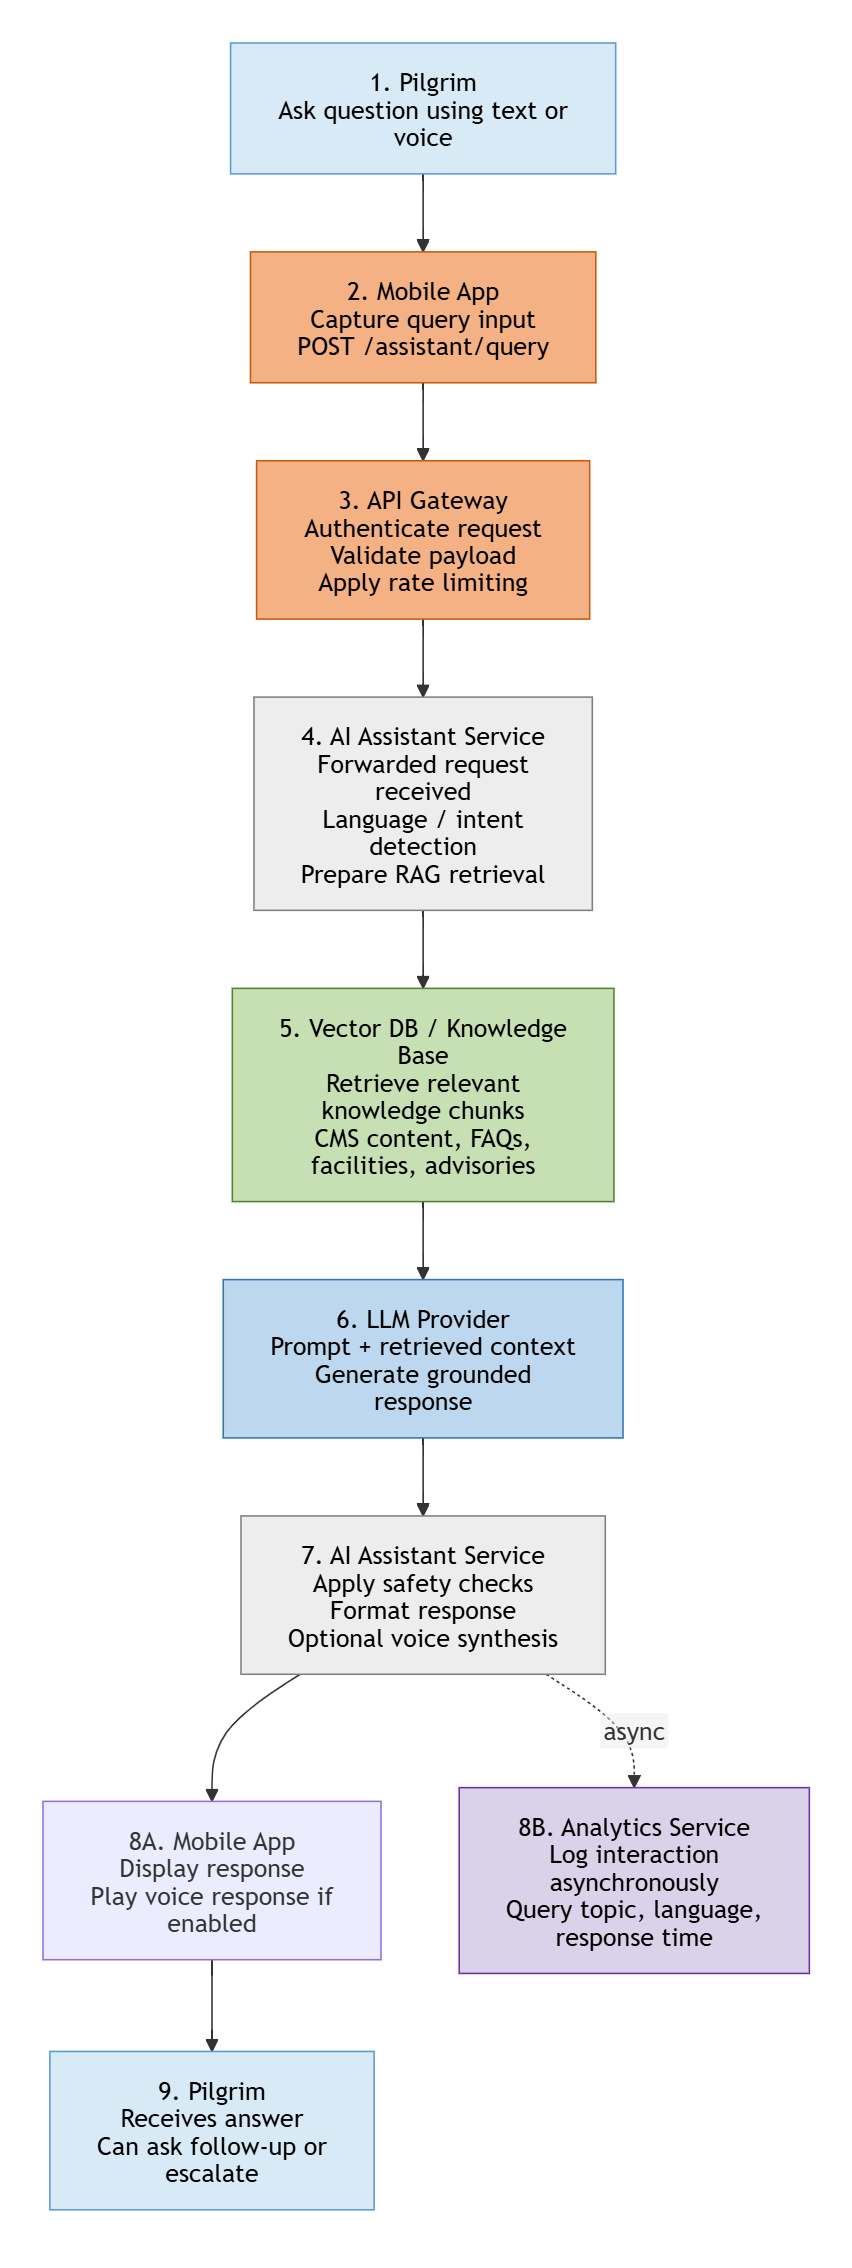 1. Pilgrim
Ask question using text or
voice
2. Mobile App
Capture query input
POST /assistant/query
3. API Gateway
Authenticate request
Validate payload
Apply rate limiting
4. AI Assistant Service
Forwarded request
received
Language / intent
detection
Prepare RAG retrieval
5. Vector DB / Knowledge
Base
Retrieve relevant
knowledge chunks
CMS content, FAQs,
facilities, advisories
6. LLM Provider
Prompt + retrieved context
Generate grounded
response
7. AI Assistant Service
Apply safety checks
Format response
Optional voice synthesis
async
8A. Mobile App
Display response
Play voice response if
enabled
8B. Analytics Service
Log interaction
asynchronously
Query topic, language,
response time
9. Pilgrim
Receives answer
Can ask follow-up or
escalate